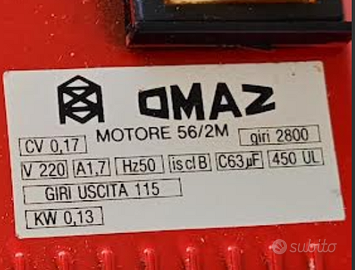 OMAZ
MOTORE 56/2M
CV 0,17
giri 2800
V 220 A1,7 Hz50 is cl B C63µF 450 UL
GIRI USCITA 115
KW 0,13
subito